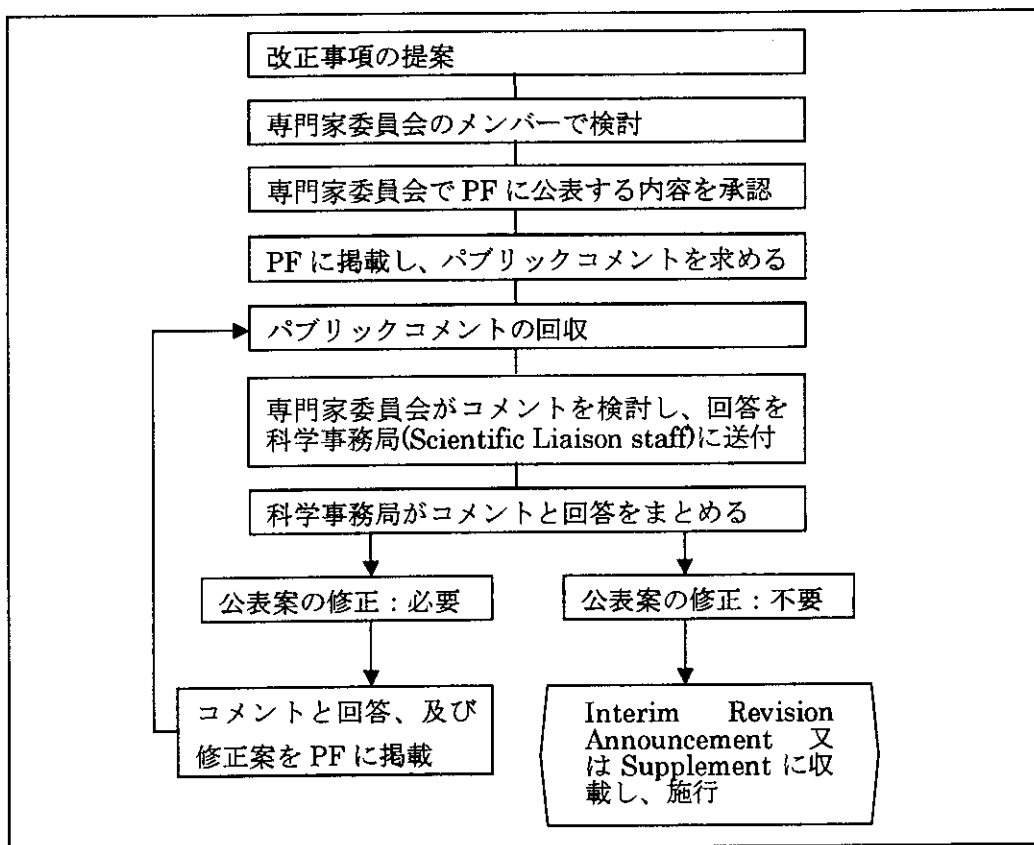 改正事項の提案
専門家委員会のメンバーで検討
専門家委員会で PF に公表する内容を承認
PF に掲載し、パブリックコメントを求める
パブリックコメントの回収
専門家委員会がコメントを検討し、回答を
科学事務局(Scientific Liaison staff)に送付
科学事務局がコメントと回答をまとめる
公表案の修正：必要
公表案の修正：不要
コメントと回答、及び
修正案を PF に掲載
Interim Revision
Announcement 又
は Supplement に収
載し、施行